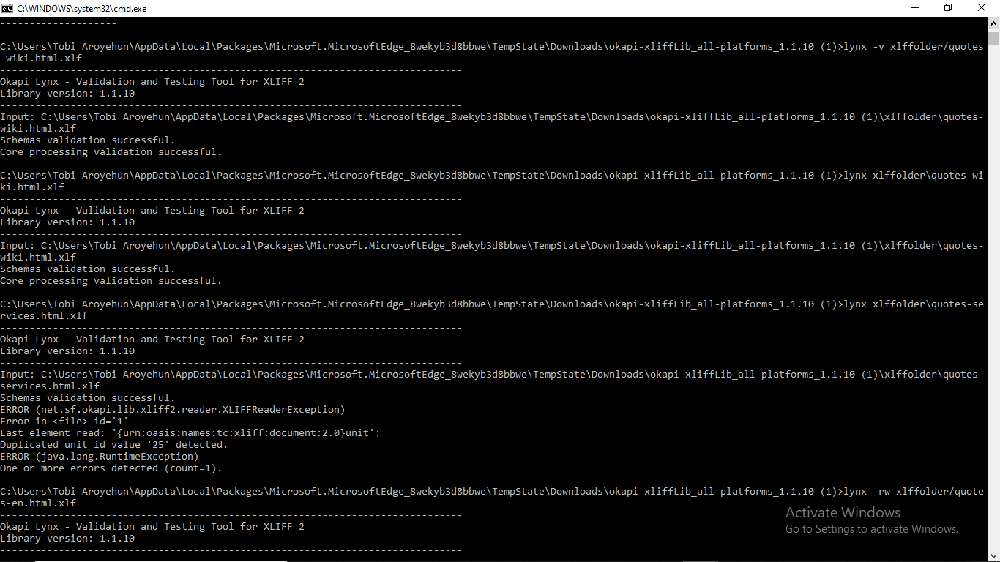 C:\WINDOWS\system32\cmd.exe
--------------------
C:\Users\Tobi Aroyehun\AppData\Local\Packages\Microsoft.MicrosoftEdge_8wekyb3d8bbwe\TempState\Downloads\okapi-xliffLib_all-platforms_1.1.10 (1)>lynx -v xlffolder/quotes
-wiki.html.xlf
-------------------------------------------------------------------------------
Okapi Lynx - Validation and Testing Tool for XLIFF 2
Library version: 1.1.10
-------------------------------------------------------------------------------
Input: C:\Users\Tobi Aroyehun\AppData\Local\Packages\Microsoft.MicrosoftEdge_8wekyb3d8bbwe\TempState\Downloads\okapi-xliffLib_all-platforms_1.1.10 (1)\xlffolder\quotes-
wiki.html.xlf
Schemas validation successful.
Core processing validation successful.
C:\Users\Tobi Aroyehun\AppData\Local\Packages\Microsoft.MicrosoftEdge_8wekyb3d8bbwe\TempState\Downloads\okapi-xliffLib_all-platforms_1.1.10 (1)>lynx xlffolder\quotes-wi
ki.html.xlf
-------------------------------------------------------------------------------
Okapi Lynx - Validation and Testing Tool for XLIFF 2
Library version: 1.1.10
-------------------------------------------------------------------------------
Input: C:\Users\Tobi Aroyehun\AppData\Local\Packages\Microsoft.MicrosoftEdge_8wekyb3d8bbwe\TempState\Downloads\okapi-xliffLib_all-platforms_1.1.10 (1)\xlffolder\quotes-
wiki.html.xlf
Schemas validation successful.
Core processing validation successful.
C:\Users\Tobi Aroyehun\AppData\Local\Packages\Microsoft.MicrosoftEdge_8wekyb3d8bbwe\TempState\Downloads\okapi-xliffLib_all-platforms_1.1.10 (1)>lynx xlffolder\quotes-se
rvices.html.xlf
-------------------------------------------------------------------------------
Okapi Lynx - Validation and Testing Tool for XLIFF 2
Library version: 1.1.10
-------------------------------------------------------------------------------
Input: C:\Users\Tobi Aroyehun\AppData\Local\Packages\Microsoft.MicrosoftEdge_8wekyb3d8bbwe\TempState\Downloads\okapi-xliffLib_all-platforms_1.1.10 (1)\xlffolder\quotes-
services.html.xlf
Schemas validation successful.
ERROR (net.sf.okapi.lib.xliff2.reader.XLIFFReaderException)
Error in <file> id='1'
Last element read: '{urn:oasis:names:tc:xliff:document:2.0}unit':
Duplicated unit id value '25' detected.
ERROR (java.lang.RuntimeException)
One or more errors detected (count=1).
C:\Users\Tobi Aroyehun\AppData\Local\Packages\Microsoft.MicrosoftEdge_8wekyb3d8bbwe\TempState\Downloads\okapi-xliffLib_all-platforms_1.1.10 (1)>lynx -rw xlffolder/quote
s-en.html.xlf
-------------------------------------------------------------------------------
Okapi Lynx - Validation and Testing Tool for XLIFF 2
Library version: 1.1.10
-------------------------------------------------------------------------------
Activate Windows
Go to Settings to activate Windows.